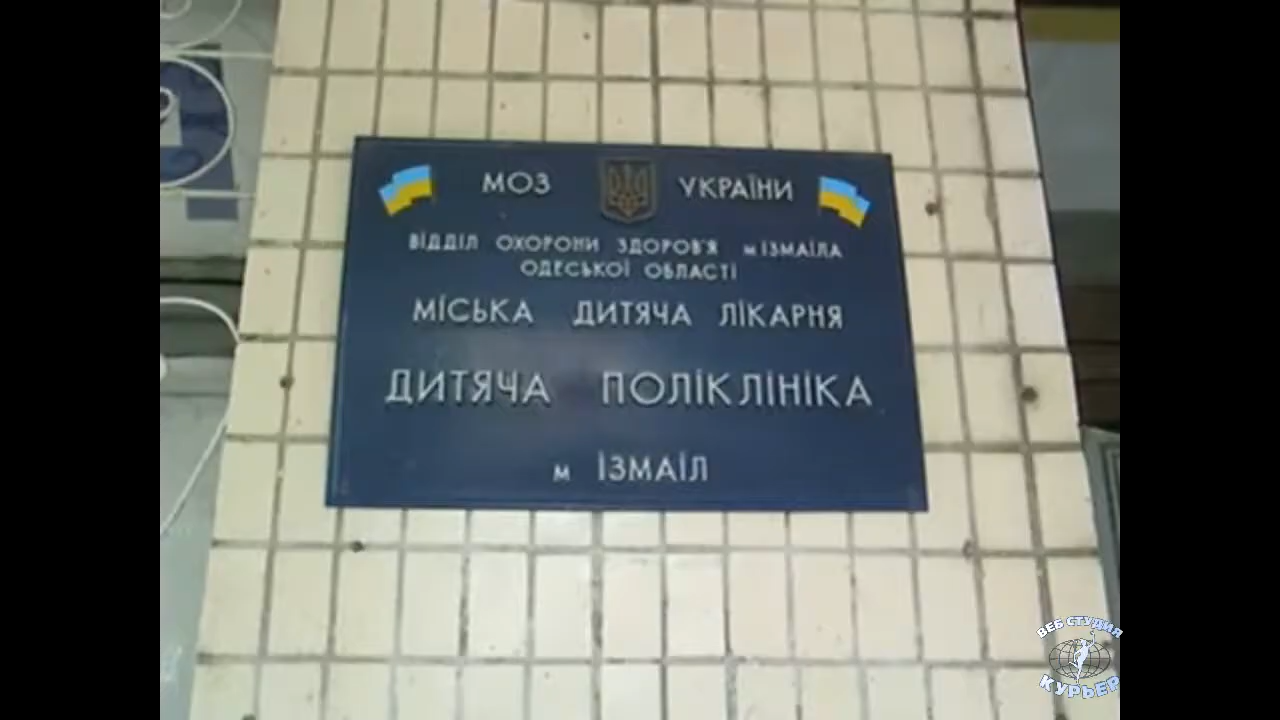 МОЗ УКРАЇНИ
ВІДДІЛ ОХОРОНИ ЗДОРОВ'Я м ІЗМАЇЛА
ОДЕСЬКОЇ ОБЛАСТІ
МІСЬКА ДИТЯЧА ЛІКАРНЯ
ДИТЯЧА ПОЛІКЛІНІКА
м ІЗМАЇЛ
ВЕБ СТУДИЯ
КУРЬЕР